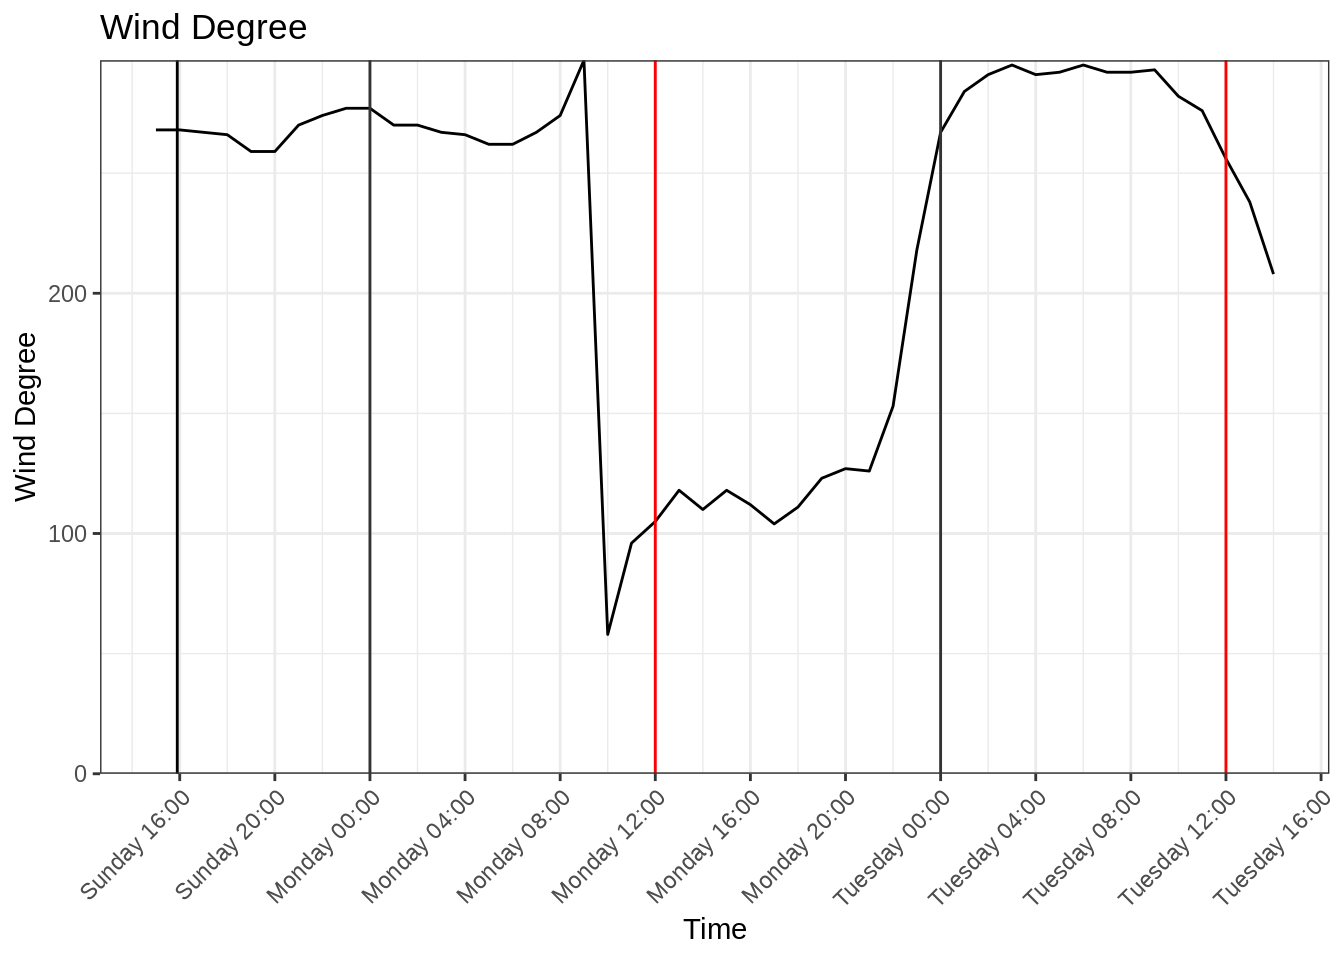 Wind Degree
Wind Degree
200
100
0
Sunday 16:00
Sunday 20:00
Monday 00:00
Monday 04:00
Monday 08:00
Monday 12:00
Monday 16:00
Monday 20:00
Tuesday 00:00
Tuesday 04:00
Tuesday 08:00
Tuesday 12:00
Tuesday 16:00
Time